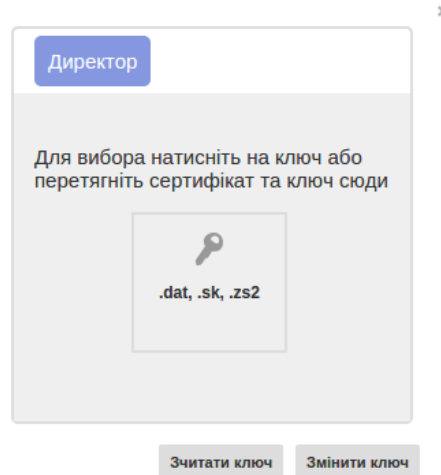 Директор
Для вибора натисніть на ключ або
перетягніть сертифікат та ключ сюди
.dat, .sk, .zs2
Зчитати ключ Змінити ключ